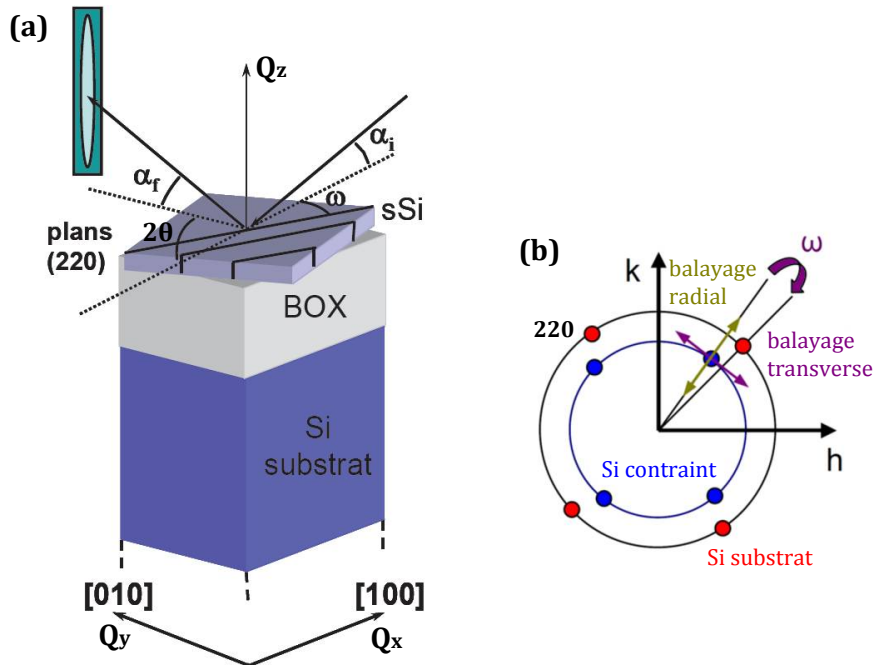 (a)
Qz
αi
αf
ω
sSi
plans
(220)
2θ
BOX
Si
substrat
[010]
[100]
Qy
Qx
(b)
ω
k
balayage
radial
220
balayage
transverse
Si contraint
h
Si substrat